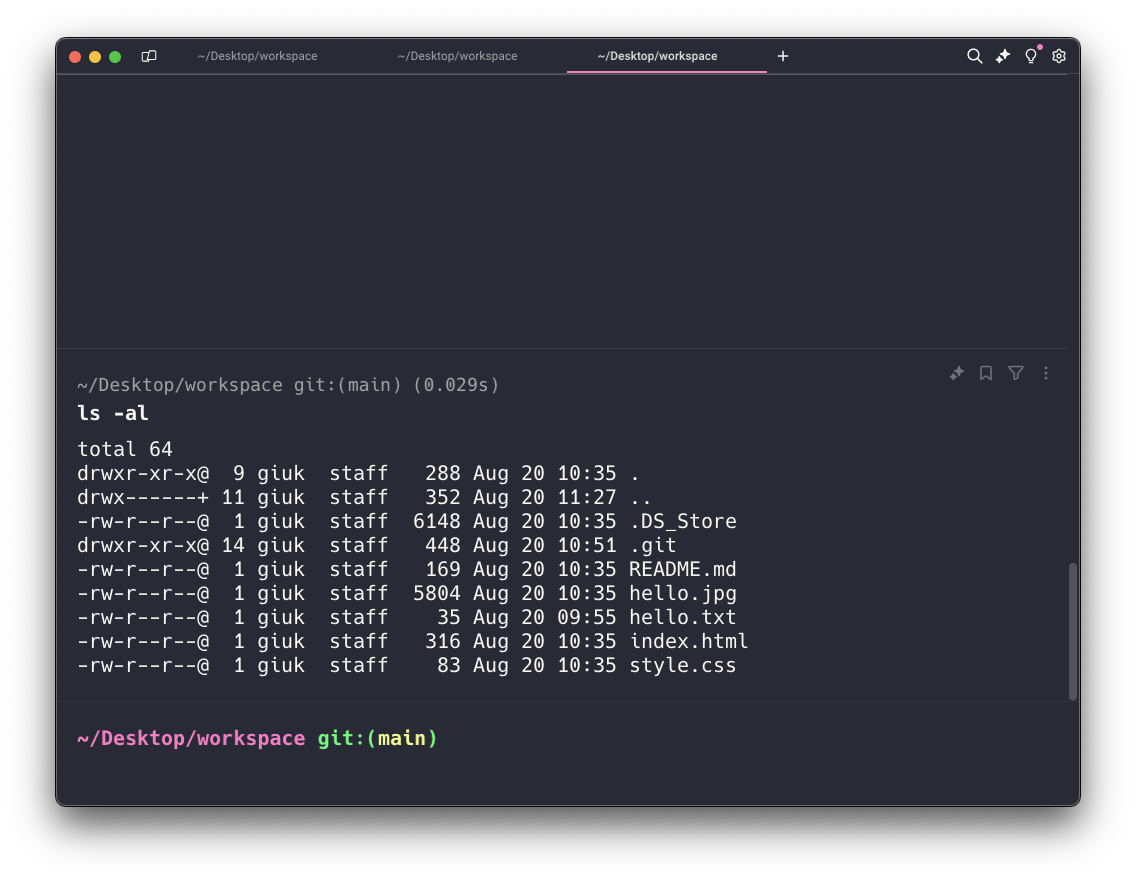 ~/Desktop/workspace ~/Desktop/workspace ~/Desktop/workspace +
~/Desktop/workspace git:(main) (0.029s)
ls -al
total 64
drwxr-xr-x@  9 giuk  staff   288 Aug 20 10:35 .
drwx------+ 11 giuk  staff   352 Aug 20 11:27 ..
-rw-r--r--@  1 giuk  staff  6148 Aug 20 10:35 .DS_Store
drwxr-xr-x@ 14 giuk  staff   448 Aug 20 10:51 .git
-rw-r--r--@  1 giuk  staff   169 Aug 20 10:35 README.md
-rw-r--r--@  1 giuk  staff  5804 Aug 20 10:35 hello.jpg
-rw-r--r--@  1 giuk  staff    35 Aug 20 09:55 hello.txt
-rw-r--r--@  1 giuk  staff   316 Aug 20 10:35 index.html
-rw-r--r--@  1 giuk  staff    83 Aug 20 10:35 style.css
~/Desktop/workspace git:(main)